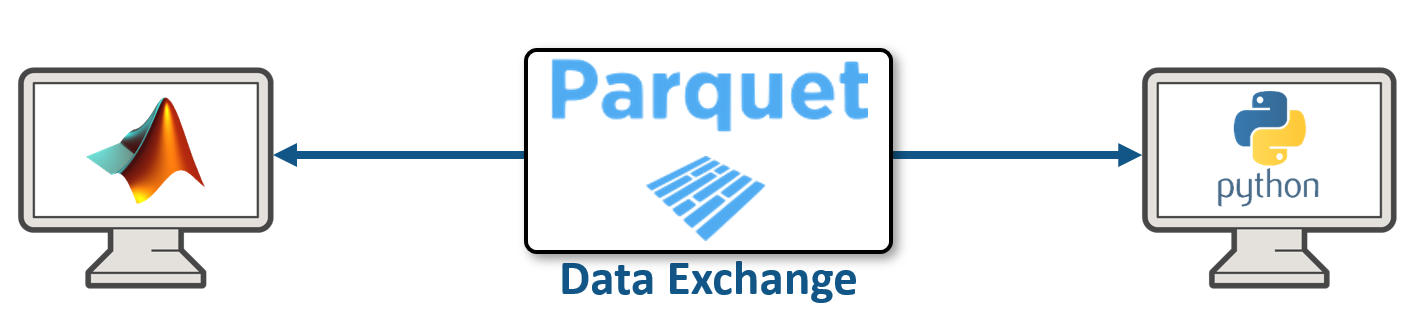 Parquet
python
Data Exchange